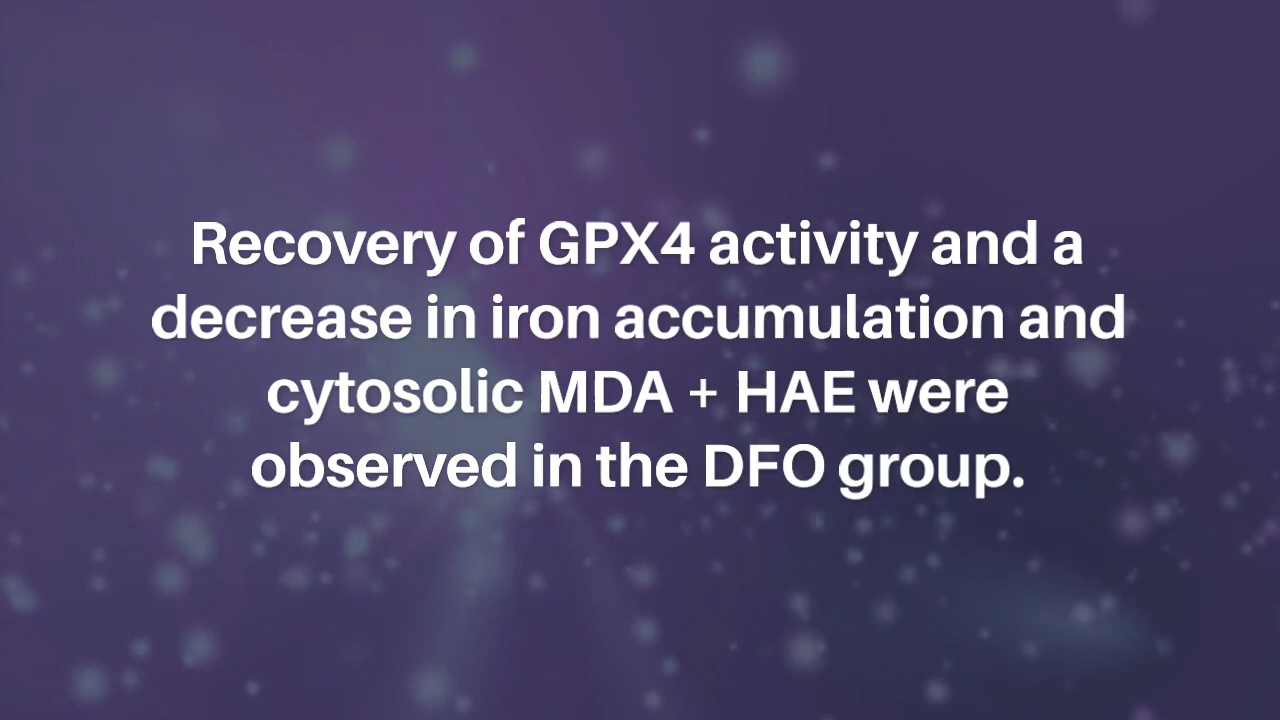 Recovery of GPX4 activity and a
decrease in iron accumulation and
cytosolic MDA + HAE were
observed in the DFO group.